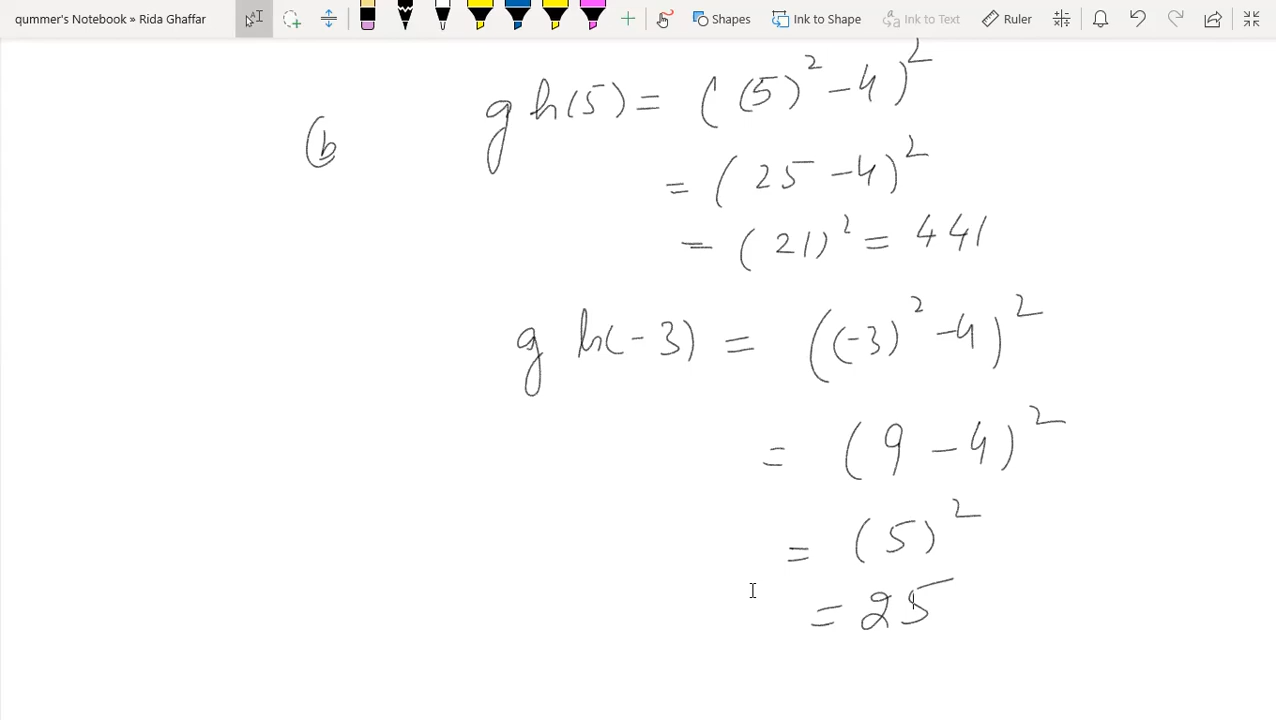 qummer's Notebook » Rida Ghaffar
Shapes
Ink to Shape
Ink to Text
Ruler
(b
gh(5) = ((5)² -4)²
= (25 -4)²
= (21)² = 441
g h(-3) = ((-3)² -4)²
= (9 -4)²
= (5)²
= 25